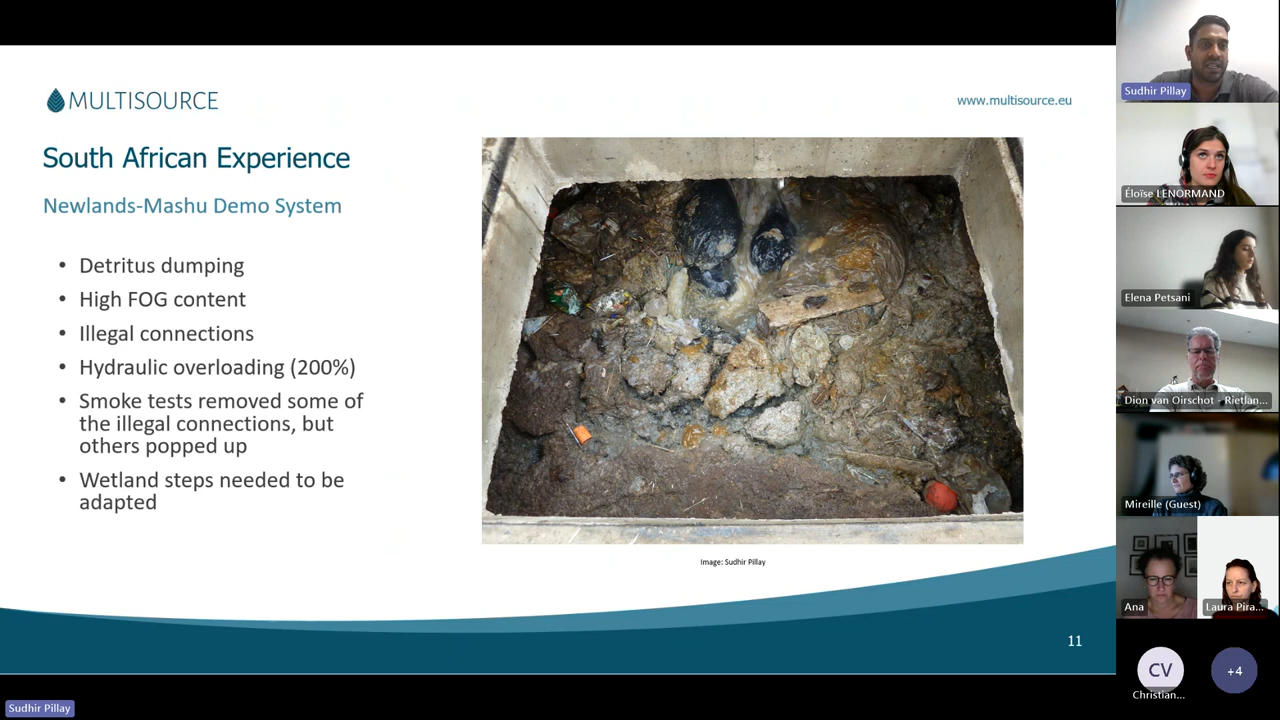 MULTISOURCE
www.multisource.eu
South African Experience
Newlands-Mashu Demo System
• Detritus dumping
• High FOG content
• Illegal connections
• Hydraulic overloading (200%)
• Smoke tests removed some of
the illegal connections, but
others popped up
• Wetland steps needed to be
adapted
Image: Sudhir Pillay
11
Sudhir Pillay
Sudhir Pillay
Éloïse LENORMAND
Elena Petsani
Dion van Oirschot - Rietlan...
Mireille (Guest)
Ana
Laura Pira...
CV
Christian...
+4